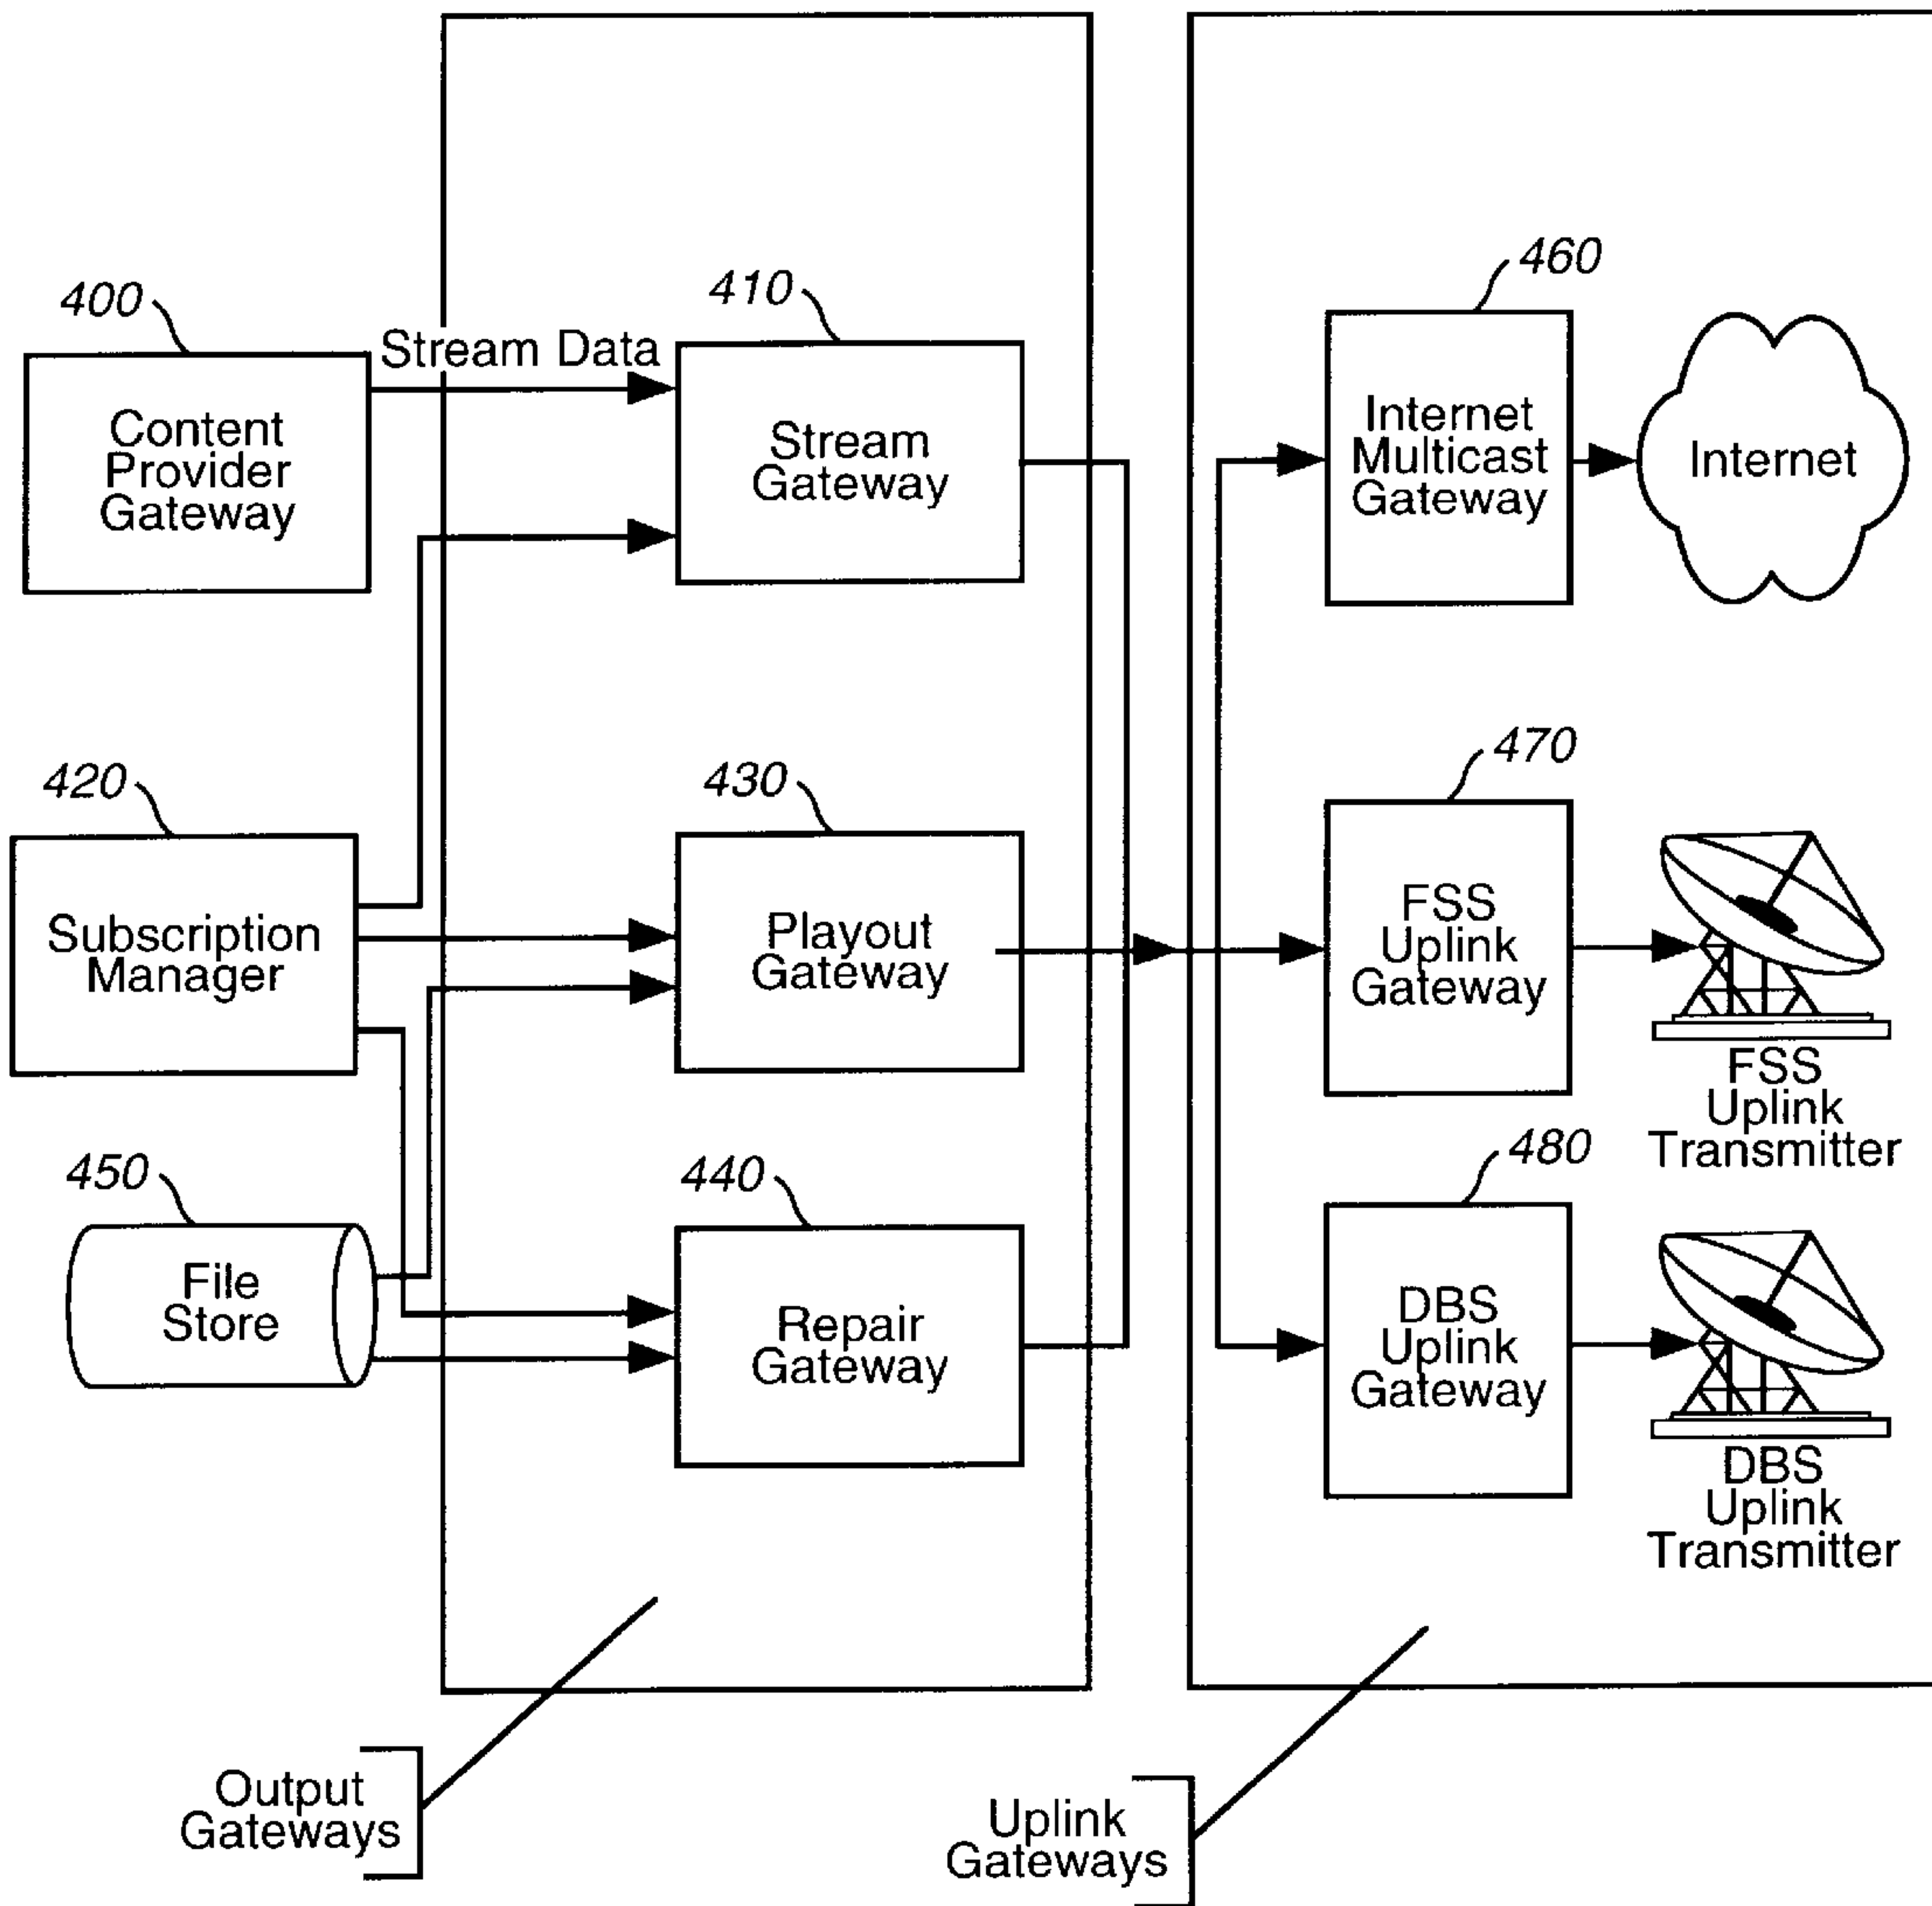 400
Content
Provider
Gateway
Stream Data
410
Stream
Gateway
460
Internet
Multicast
Gateway
Internet
420
Subscription
Manager
430
Playout
Gateway
470
FSS
Uplink
Gateway
FSS
Uplink
Transmitter
450
File
Store
440
Repair
Gateway
480
DBS
Uplink
Gateway
DBS
Uplink
Transmitter
Output
Gateways
Uplink
Gateways